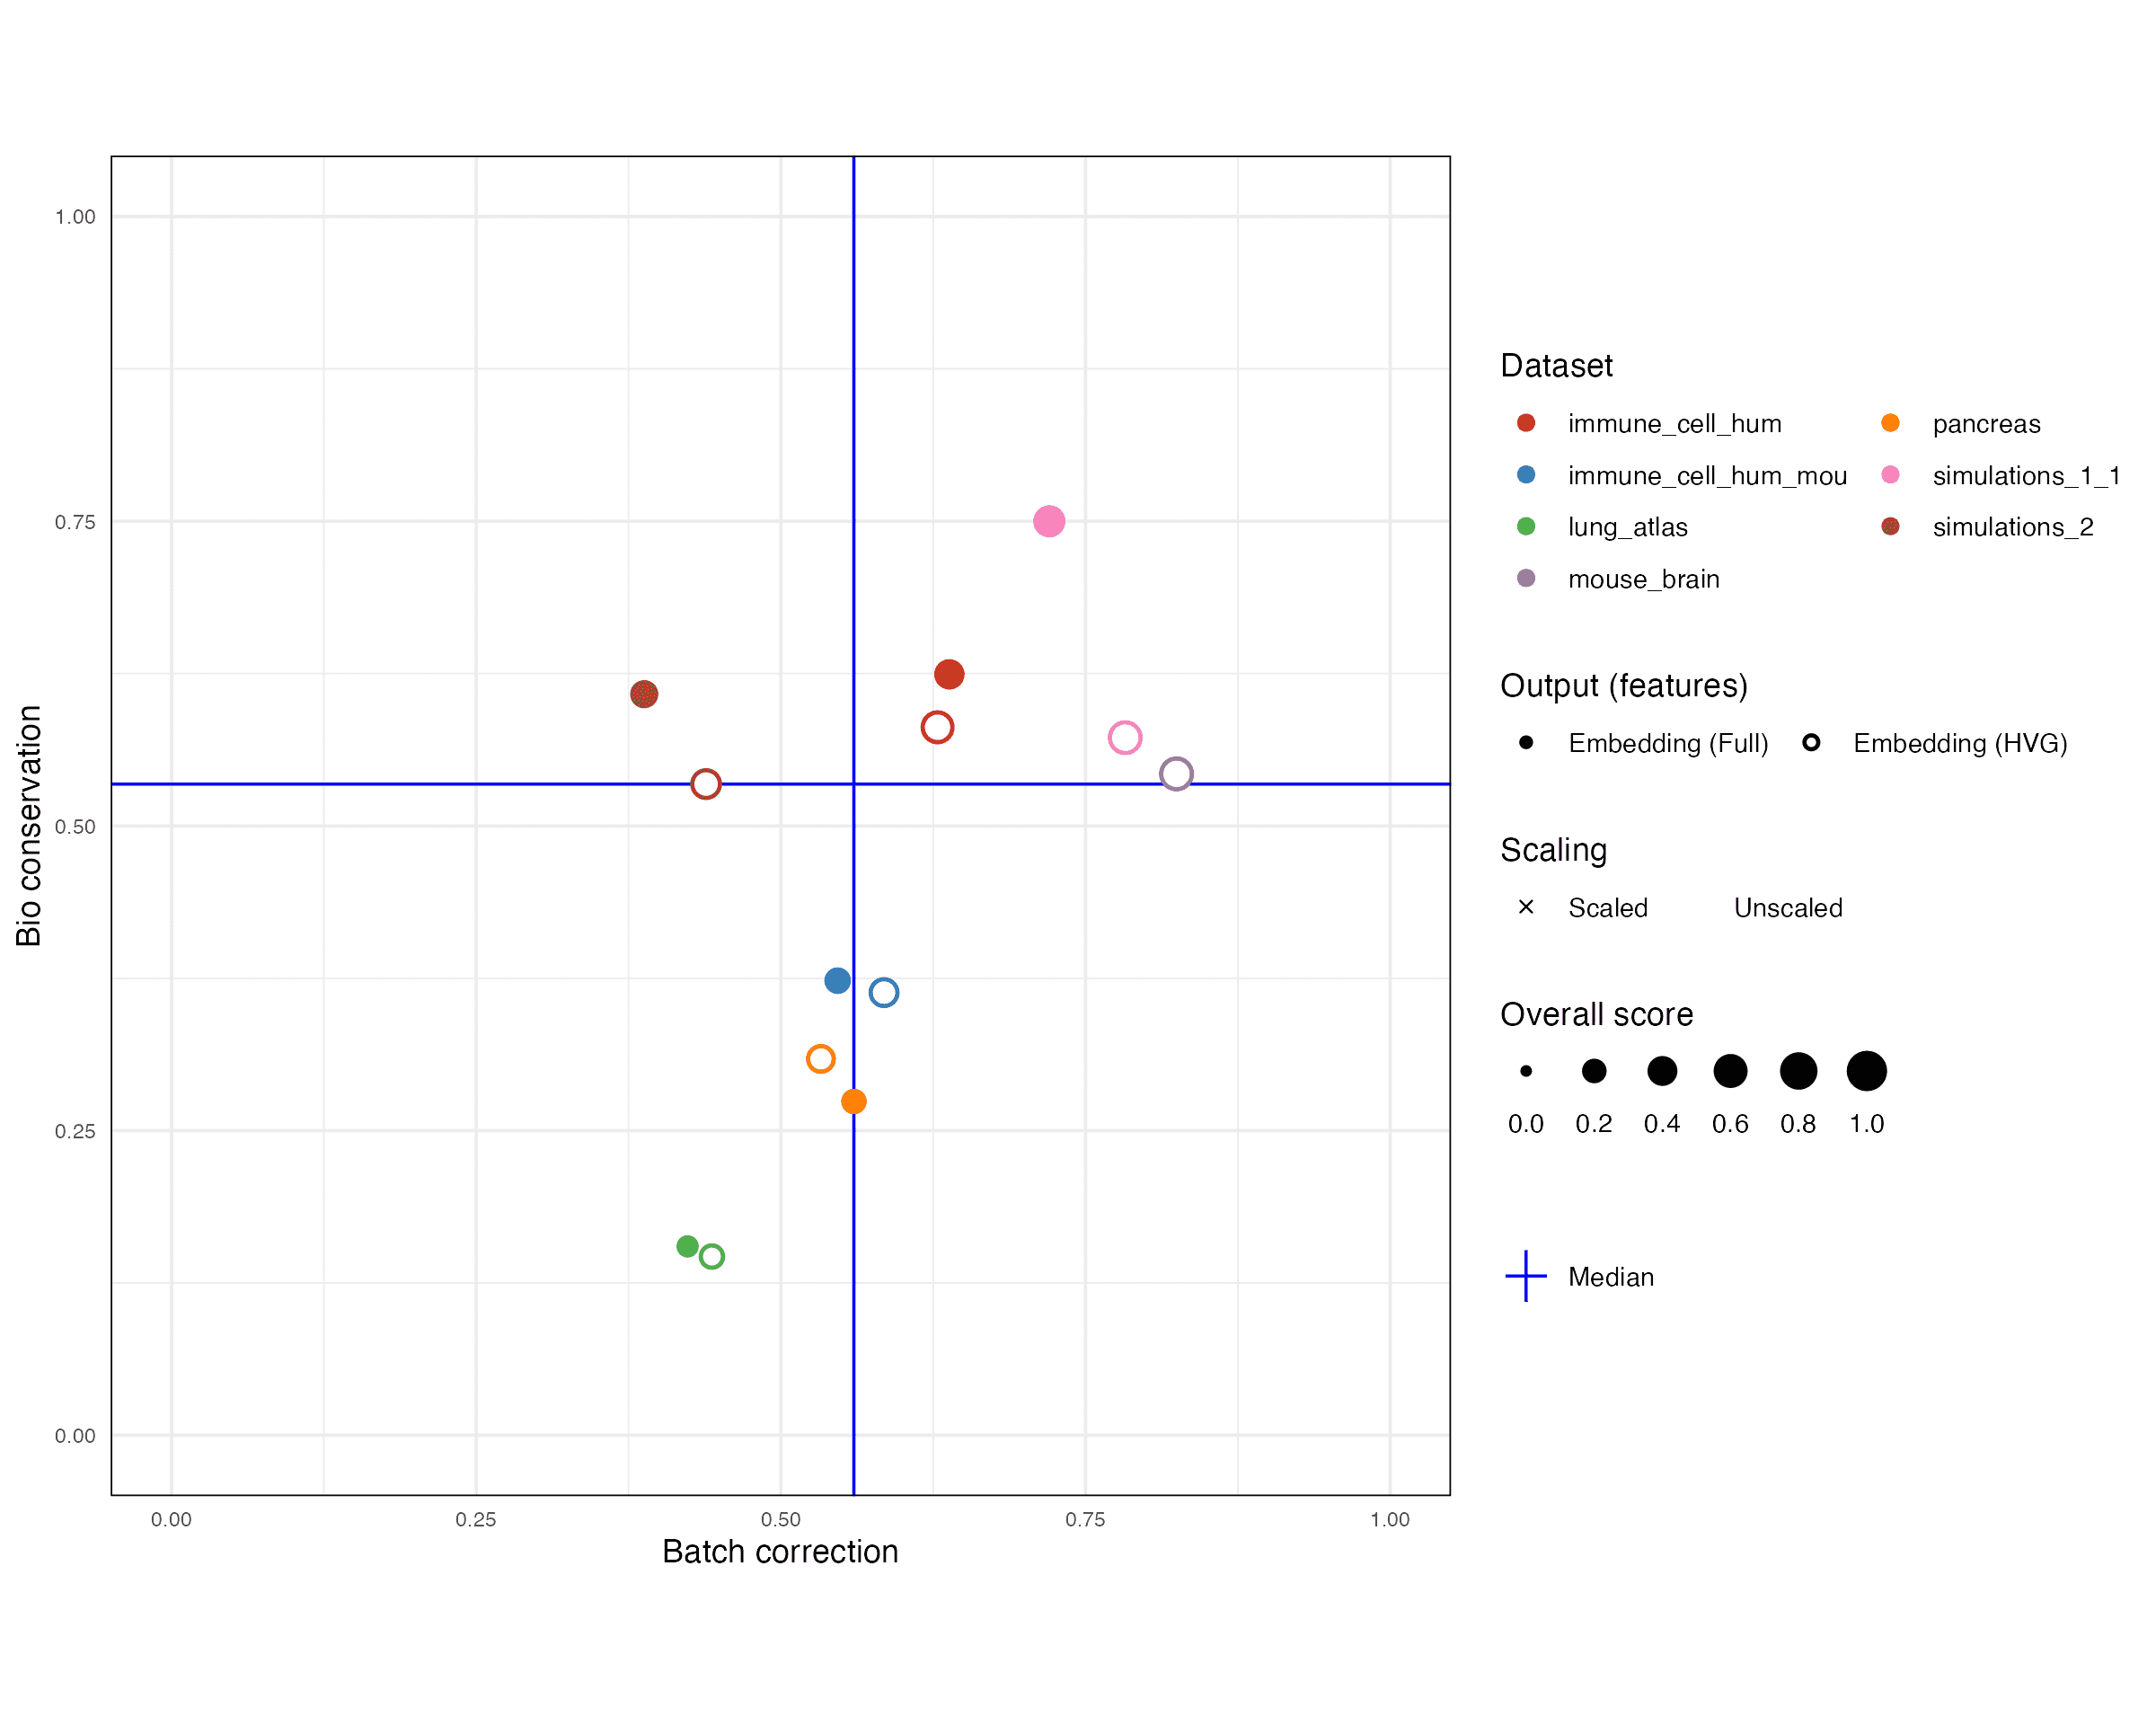 1.00
0.75
0.50
0.25
0.00
Bio conservation
0.00 0.25 0.50 0.75 1.00
Batch correction
Dataset
immune_cell_hum pancreas
immune_cell_hum_mou simulations_1_1
lung_atlas simulations_2
mouse_brain
Output (features)
Embedding (Full) Embedding (HVG)
Scaling
Scaled Unscaled
Overall score
0.0 0.2 0.4 0.6 0.8 1.0
Median